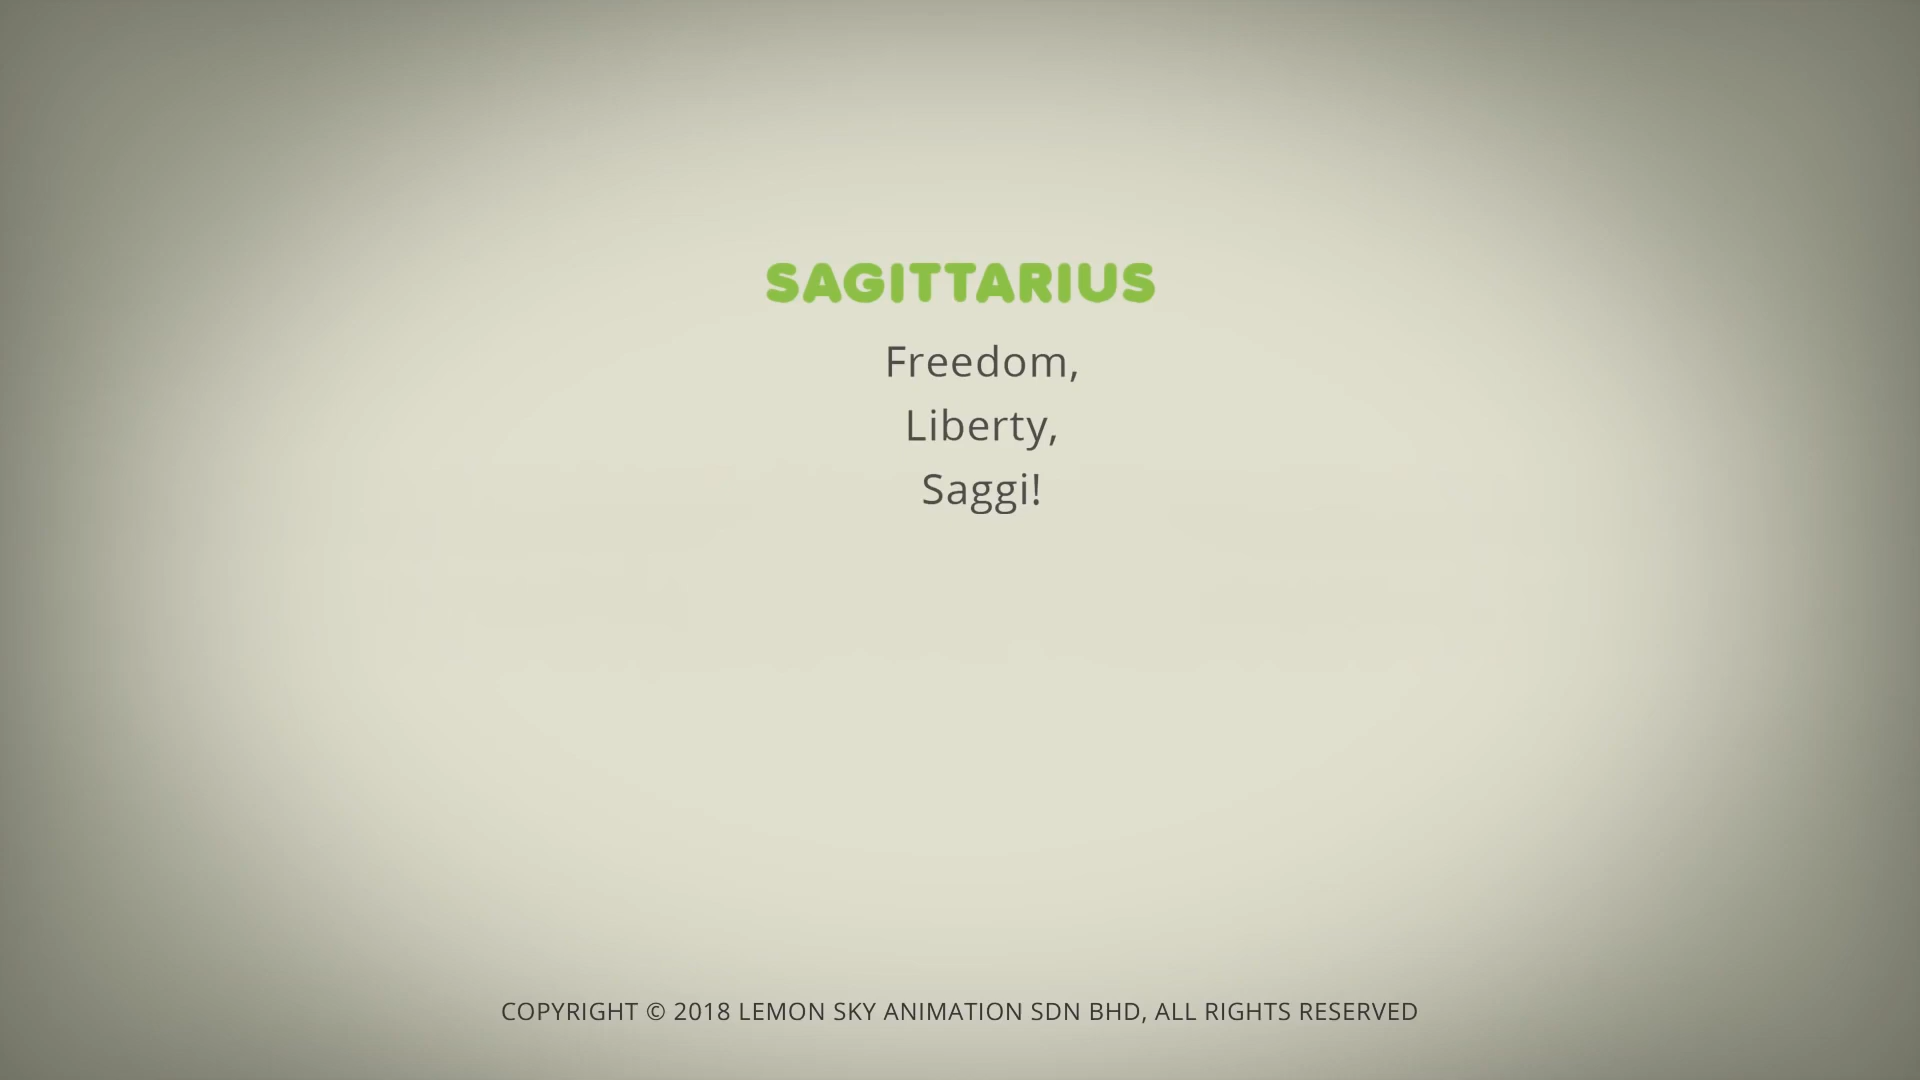 SAGITTARIUS
Freedom,
Liberty,
Saggi!
COPYRIGHT © 2018 LEMON SKY ANIMATION SDN BHD, ALL RIGHTS RESERVED